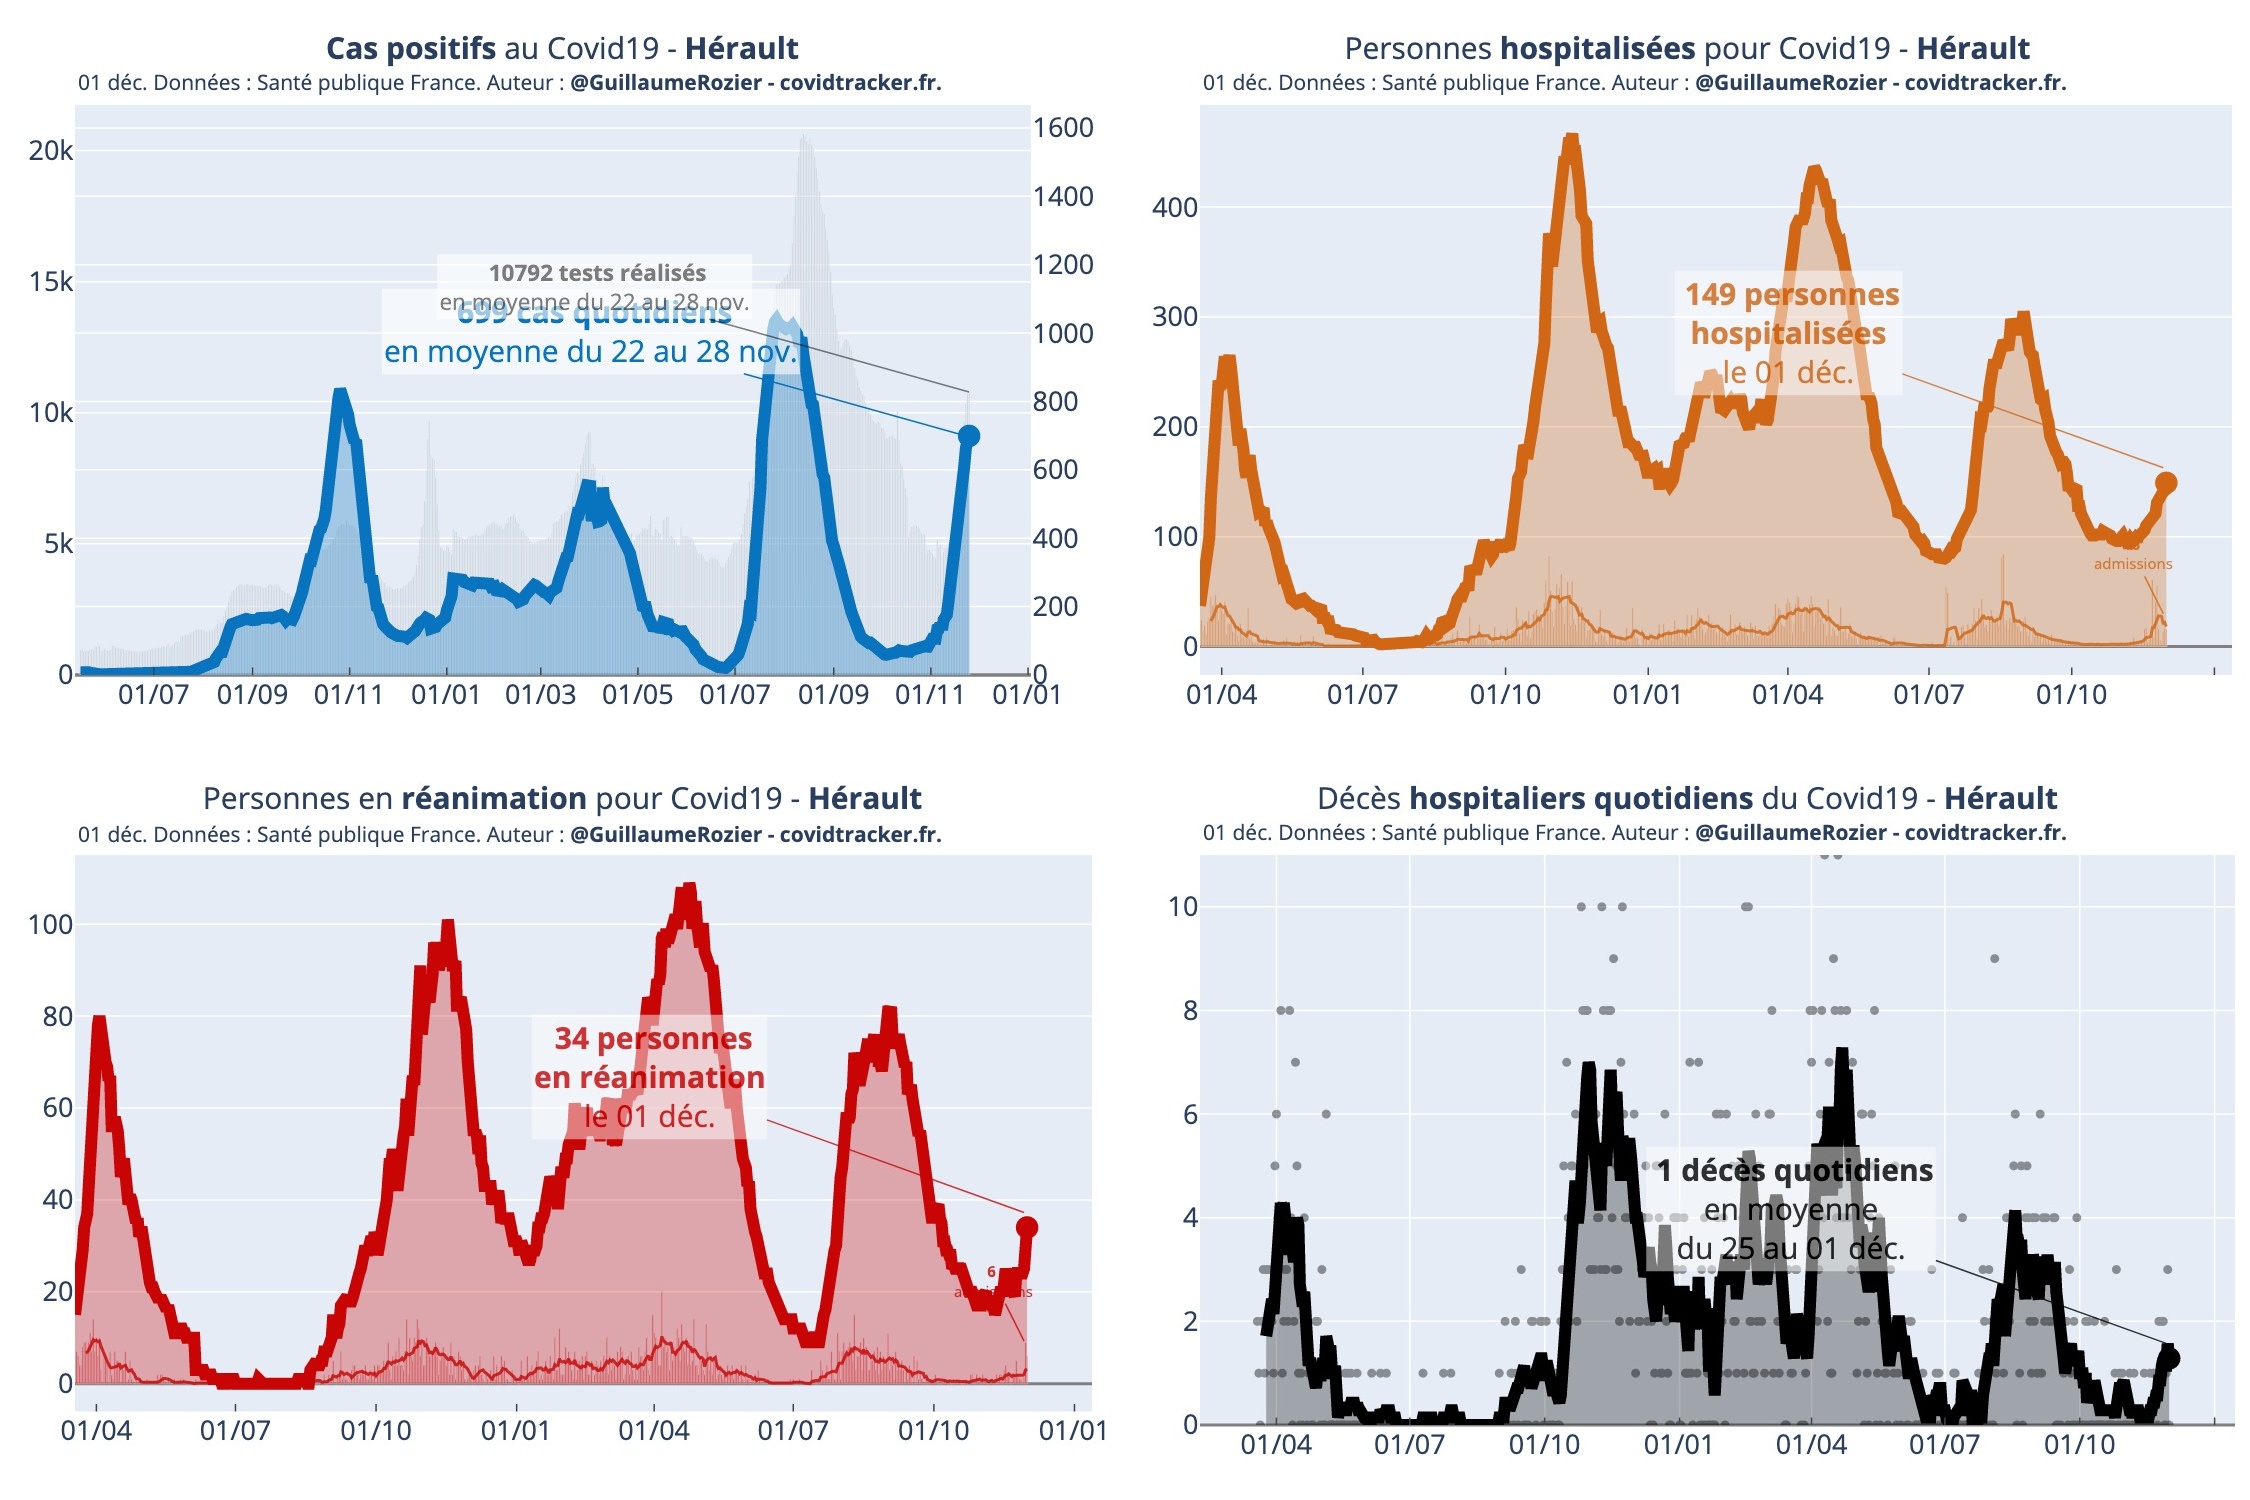 Cas positifs au Covid19 - Hérault
01 déc. Données : Santé publique France. Auteur : @GuillaumeRozier - covidtracker.fr.
20k
15k
10k
5k
0
1600
1400
1200
1000
800
600
400
200
0
10792 tests réalisés
en moyenne du 22 au 28 nov.
699 cas quotidiens
en moyenne du 22 au 28 nov.
01/07 01/09 01/11 01/01 01/03 01/05 01/07 01/09 01/11 01/01
Personnes hospitalisées pour Covid19 - Hérault
01 déc. Données : Santé publique France. Auteur : @GuillaumeRozier - covidtracker.fr.
400
300
200
100
0
149 personnes
hospitalisées
le 01 déc.
admissions
01/04 01/07 01/10 01/01 01/04 01/07 01/10
Personnes en réanimation pour Covid19 - Hérault
01 déc. Données : Santé publique France. Auteur : @GuillaumeRozier - covidtracker.fr.
100
80
60
40
20
0
34 personnes
en réanimation
le 01 déc.
6
01/04 01/07 01/10 01/01 01/04 01/07 01/10 01/01
Décès hospitaliers quotidiens du Covid19 - Hérault
01 déc. Données : Santé publique France. Auteur : @GuillaumeRozier - covidtracker.fr.
10
8
6
4
2
0
1 décès quotidiens
en moyenne
du 25 au 01 déc.
01/04 01/07 01/10 01/01 01/04 01/07 01/10